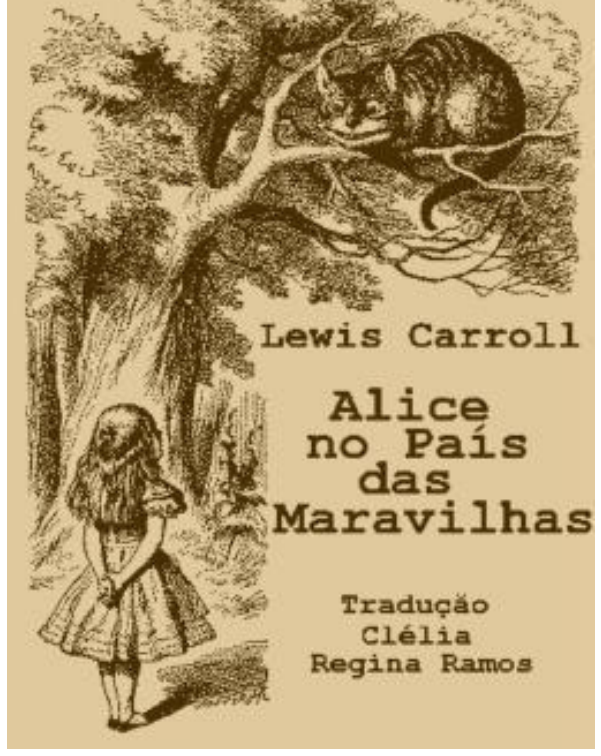 Lewis Carroll
Alice
no País
das
Maravilhas
Tradução
Clélia
Regina Ramos